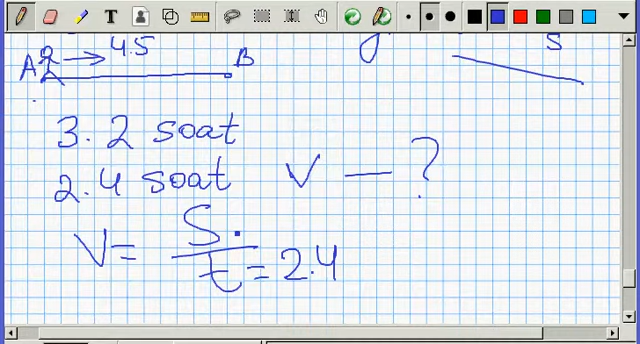 A → 4.5 B
S
3.2 soat
2.4 soat V — ?
V = S / t = 2.4